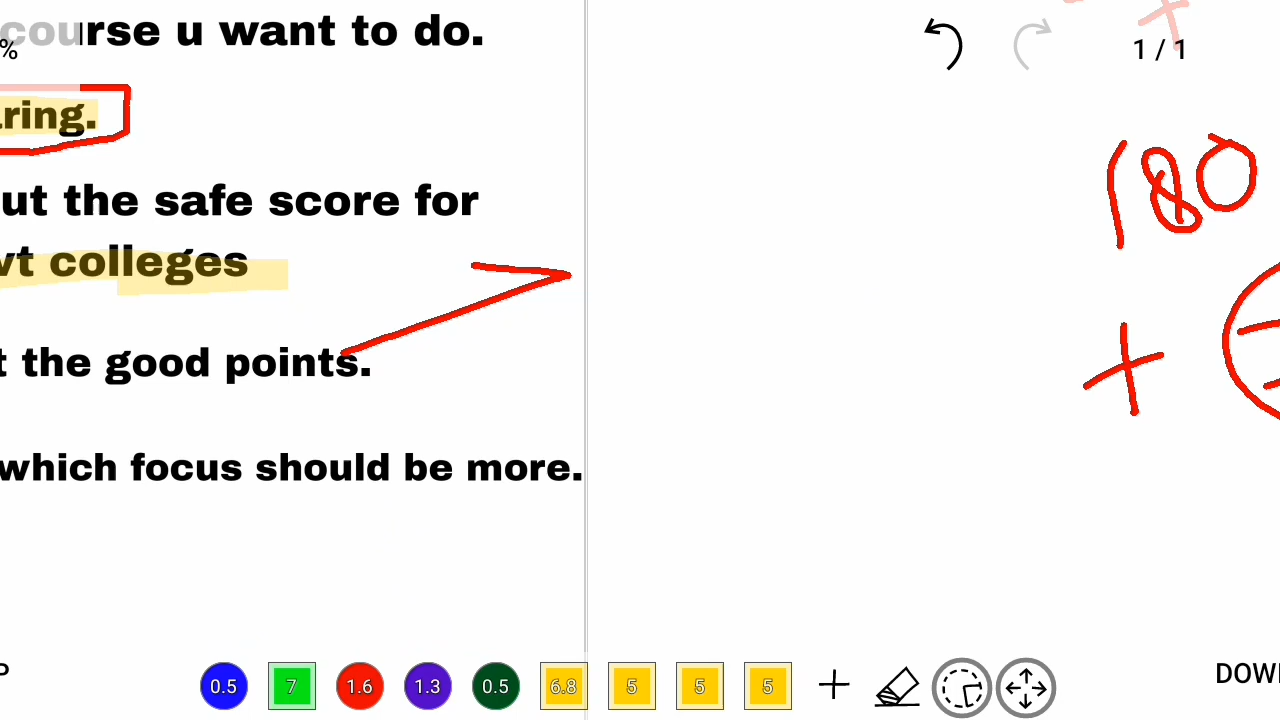 course u want to do.
%
1 / 1
ring.
180
ut the safe score for
vt colleges
+
t the good points.
which focus should be more.
P
0.5 7 1.6 1.3 0.5 6.8 5 5 5 +
DOW